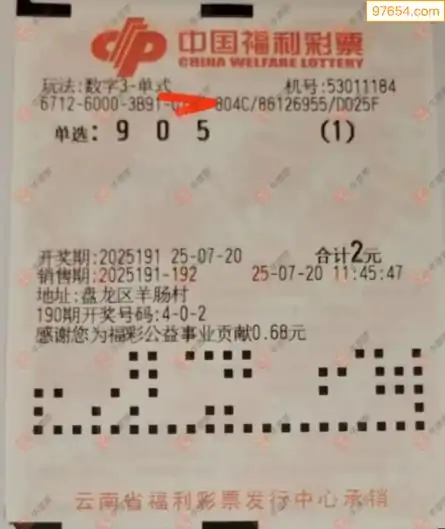 97654.com
中国福利彩票
CHINA WELFARE LOTTERY
玩法:数字3-单式 机号:53011184
6712-6000-3B91- 804C/86126955/D025F
单选: 9 0 5 (1)
开奖期:2025191 25-07-20 合计2元
销售期:2025191-192 25-07-20 11:45:47
地址:盘龙区羊肠村
190期开奖号码:4-0-2
感谢您为福彩公益事业贡献0.68元
云南省福利彩票发行中心承销